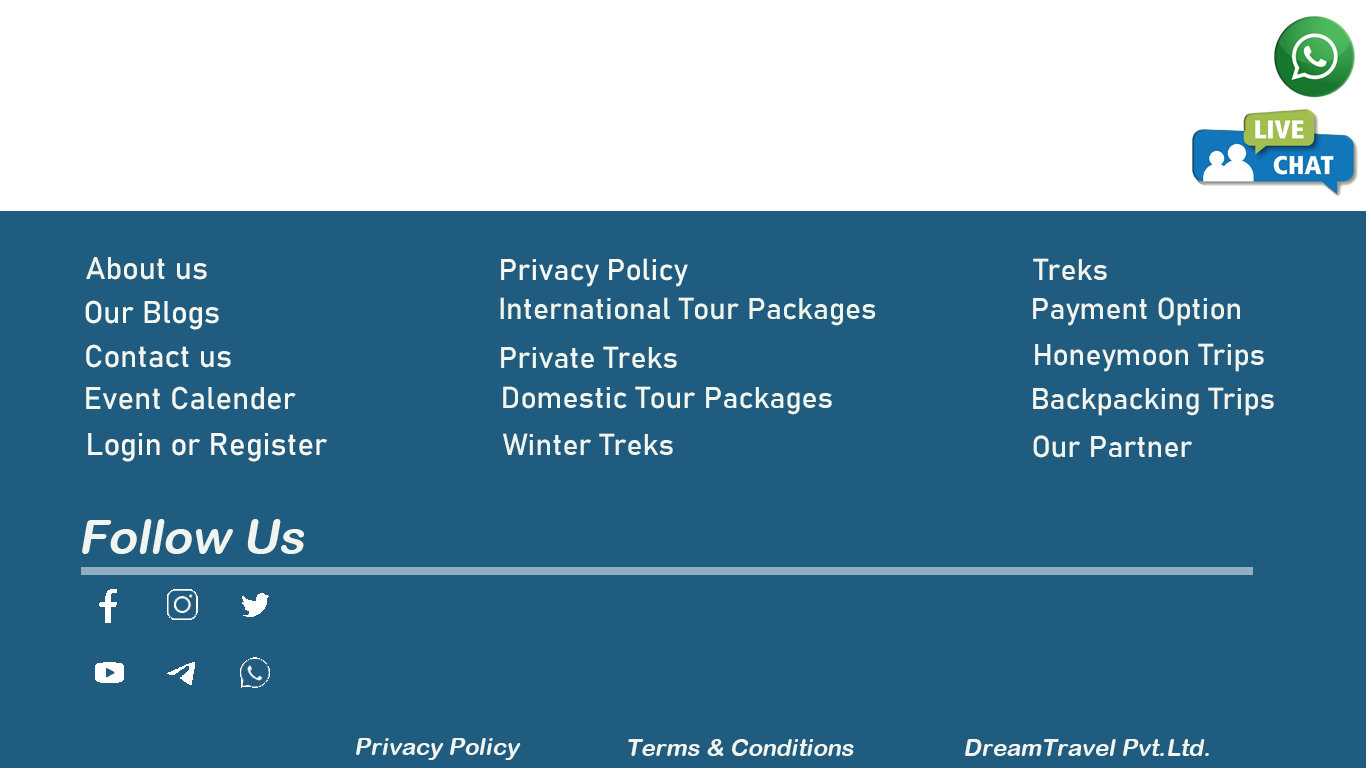 LIVE
CHAT
About us
Our Blogs
Contact us
Event Calender
Login or Register
Privacy Policy
International Tour Packages
Private Treks
Domestic Tour Packages
Winter Treks
Treks
Payment Option
Honeymoon Trips
Backpacking Trips
Our Partner
Follow Us
Privacy Policy
Terms & Conditions
DreamTravel Pvt.Ltd.